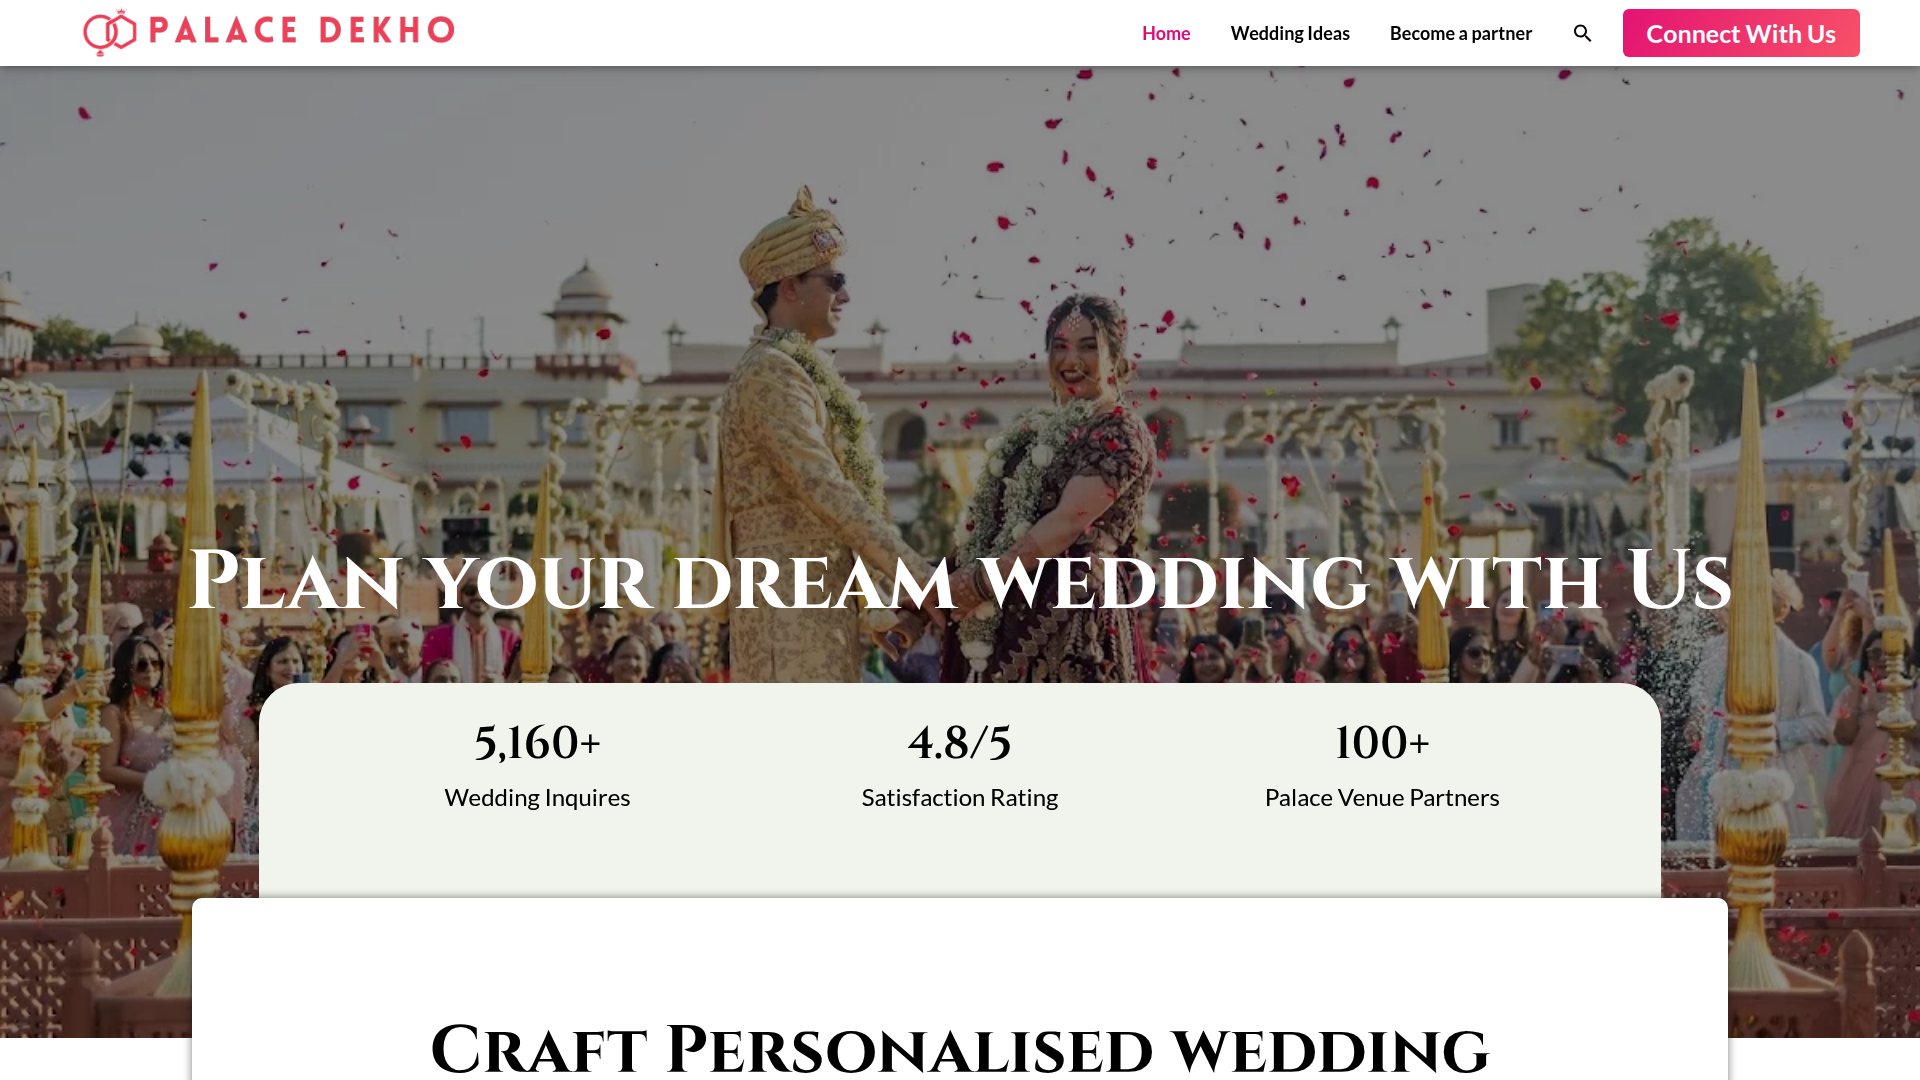 PALACE DEKHO
Home
Wedding Ideas
Become a partner
Connect With Us
Plan your dream wedding with Us
5,160+
Wedding Inquires
4.8/5
Satisfaction Rating
100+
Palace Venue Partners
Craft Personalised wedding